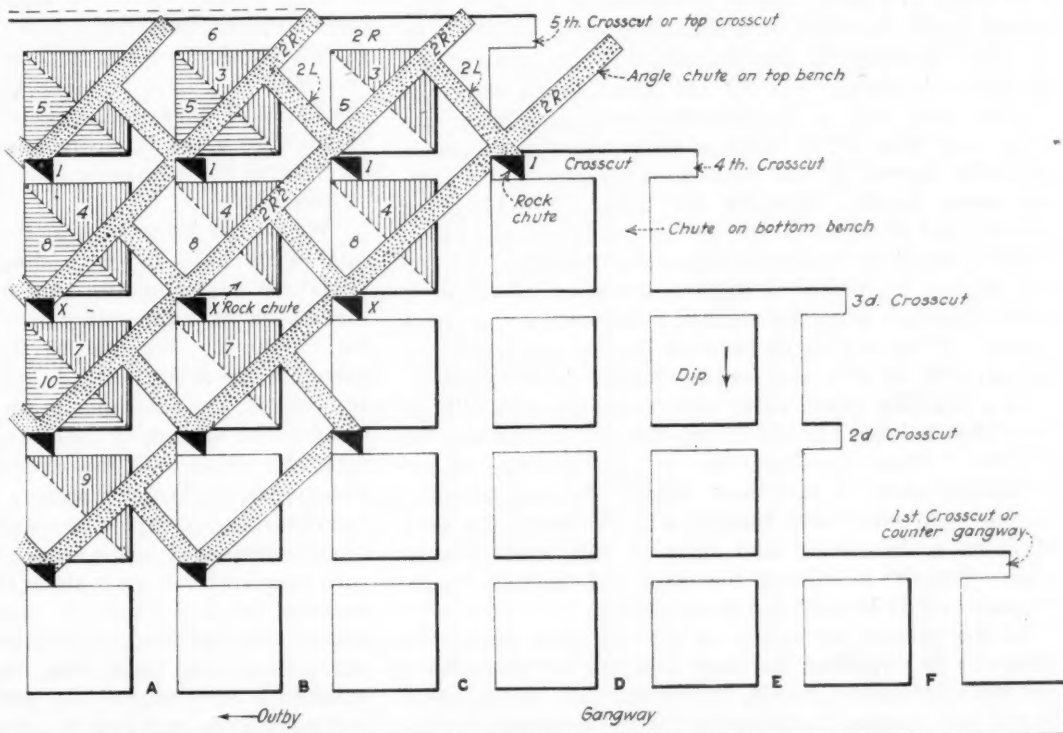 5th. Crosscut or top crosscut
6
2 R
2R
2R
3
3
2L
2L
2R
Angle chute on top bench
5
5
5
1
1
1
1
Crosscut
4th. Crosscut
Rock chute
4
4
4
2R
8
8
8
Chute on bottom bench
X
X Rock chute
X
3d. Crosscut
7
7
Dip
10
2d Crosscut
9
1st. Crosscut or
counter gangway
A
B
C
D
E
F
Outby
Gangway